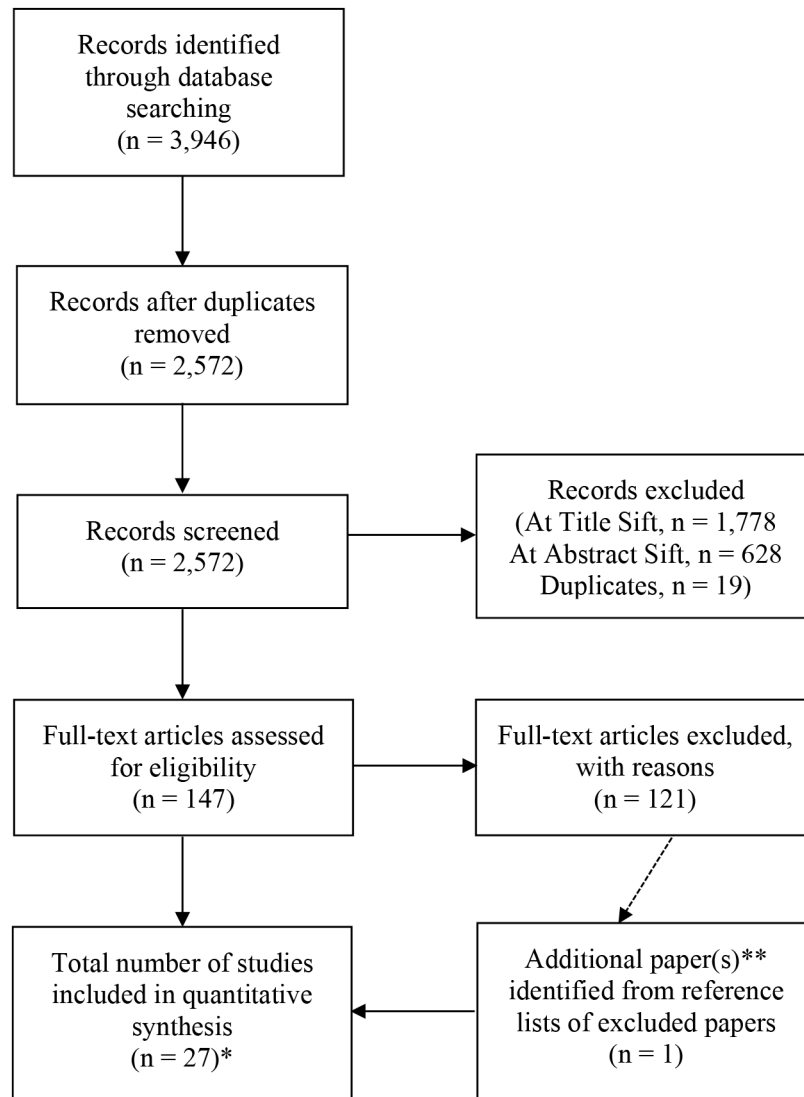 Records identified
through database
searching
(n = 3,946)
Records after duplicates
removed
(n = 2,572)
Records screened
(n = 2,572)
Records excluded
(At Title Sift, n = 1,778
At Abstract Sift, n = 628
Duplicates, n = 19)
Full-text articles assessed
for eligibility
(n = 147)
Full-text articles excluded,
with reasons
(n = 121)
Total number of studies
included in quantitative
synthesis
(n = 27)*
Additional paper(s)**
identified from reference
lists of excluded papers
(n = 1)